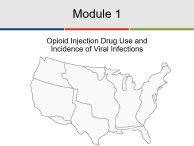 Module 1
Opioid Injection Drug Use and
Incidence of Viral Infections